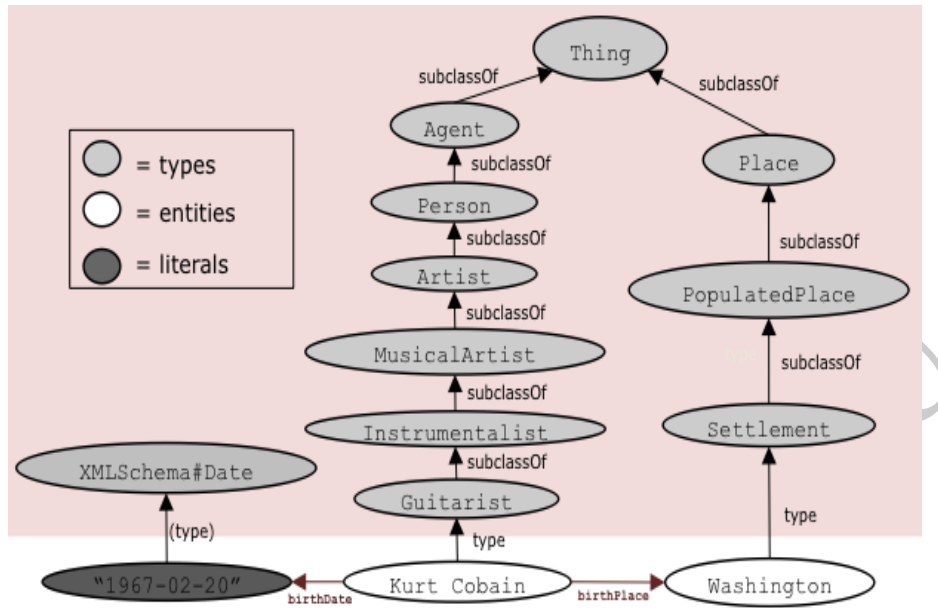 Thing
subclassOf
subclassOf
Agent
= types
subclassOf
Place
= entities
Person
subclassOf
subclassOf
= literals
Artist
PopulatedPlace
subclassOf
MusicalArtist
type
subclassOf
subclassOf
Instrumentalist
Settlement
subclassOf
XMLSchema#Date
Guitarist
type
(type)
type
"1967-02-20"
Kurt Cobain
Washington
birthDate
birthPlace